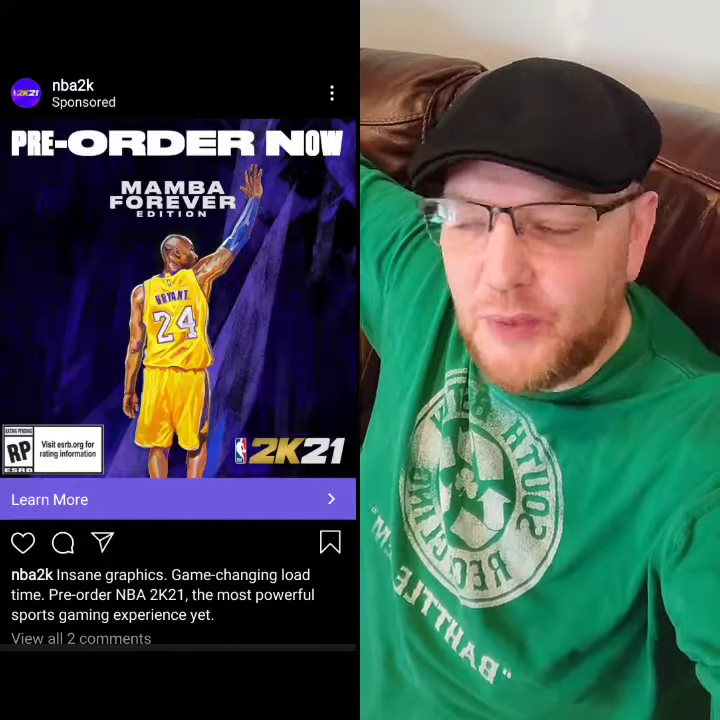 2K21
nba2k
Sponsored
PRE-ORDER NOW
MAMBA
FOREVER
EDITION
BRYANT
24
RATING PENDING
RP
ESRB
Visit esrb.org for
rating information
NBA
2K21
Learn More
nba2k Insane graphics. Game-changing load
time. Pre-order NBA 2K21, the most powerful
sports gaming experience yet.
View all 2 comments
SOUTH